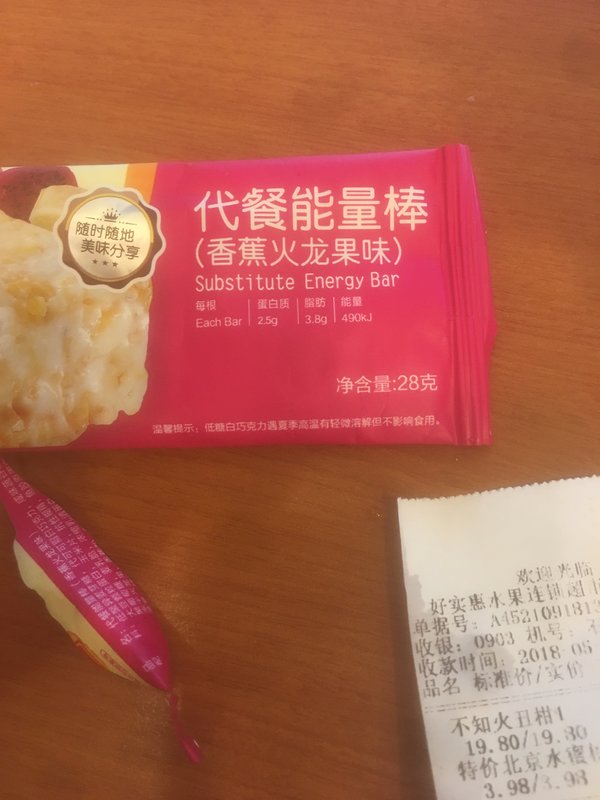 随时随地
美味分享
代餐能量棒
(香蕉火龙果味)
Substitute Energy Bar
每根 蛋白质 脂肪 能量
Each Bar 2.5g 3.8g 490kJ
净含量:28克
温馨提示：低糖白巧克力遇夏季高温有轻微溶解但不影响食用。
欢迎光临
好实惠水果连锁超
单据号: A4521091813
收银: 0903 机号:
收款时间: 2018-05
品名 标准价/实价
不知火丑柑1
19.80/19.80
特价北京水蜜
3.98/3.98